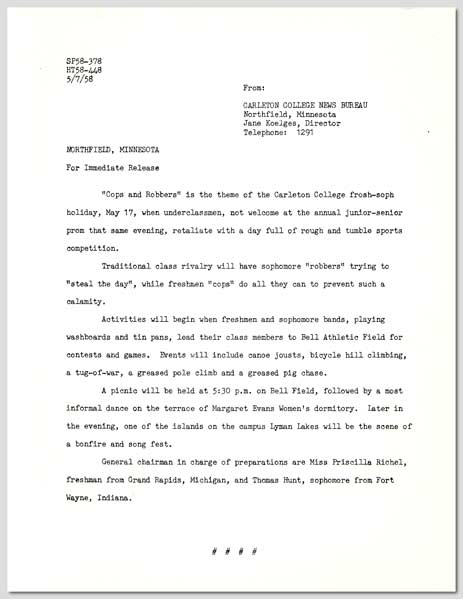 SP58-378
HT58-448
5/7/58
From:
CARLETON COLLEGE NEWS BUREAU
Northfield, Minnesota
Jane Koelges, Director
Telephone: 1291
NORTHFIELD, MINNESOTA
For Immediate Release
"Cops and Robbers" is the theme of the Carleton College frosh-soph
holiday, May 17, when underclassmen, not welcome at the annual junior-senior
prom that same evening, retaliate with a day full of rough and tumble sports
competition.
Traditional class rivalry will have sophomore "robbers" trying to
"steal the day", while freshmen "cops" do all they can to prevent such a
calamity.
Activities will begin when freshmen and sophomore bands, playing
washboards and tin pans, lead their class members to Bell Athletic Field for
contests and games. Events will include canoe jousts, bicycle hill climbing,
a tug-of-war, a greased pole climb and a greased pig chase.
A picnic will be held at 5:30 p.m. on Bell Field, followed by a most
informal dance on the terrace of Margaret Evans Women's dormitory. Later in
the evening, one of the islands on the campus Lyman Lakes will be the scene of
a bonfire and song fest.
General chairman in charge of preparations are Miss Priscilla Richel,
freshman from Grand Rapids, Michigan, and Thomas Hunt, sophomore from Fort
Wayne, Indiana.
# # # #